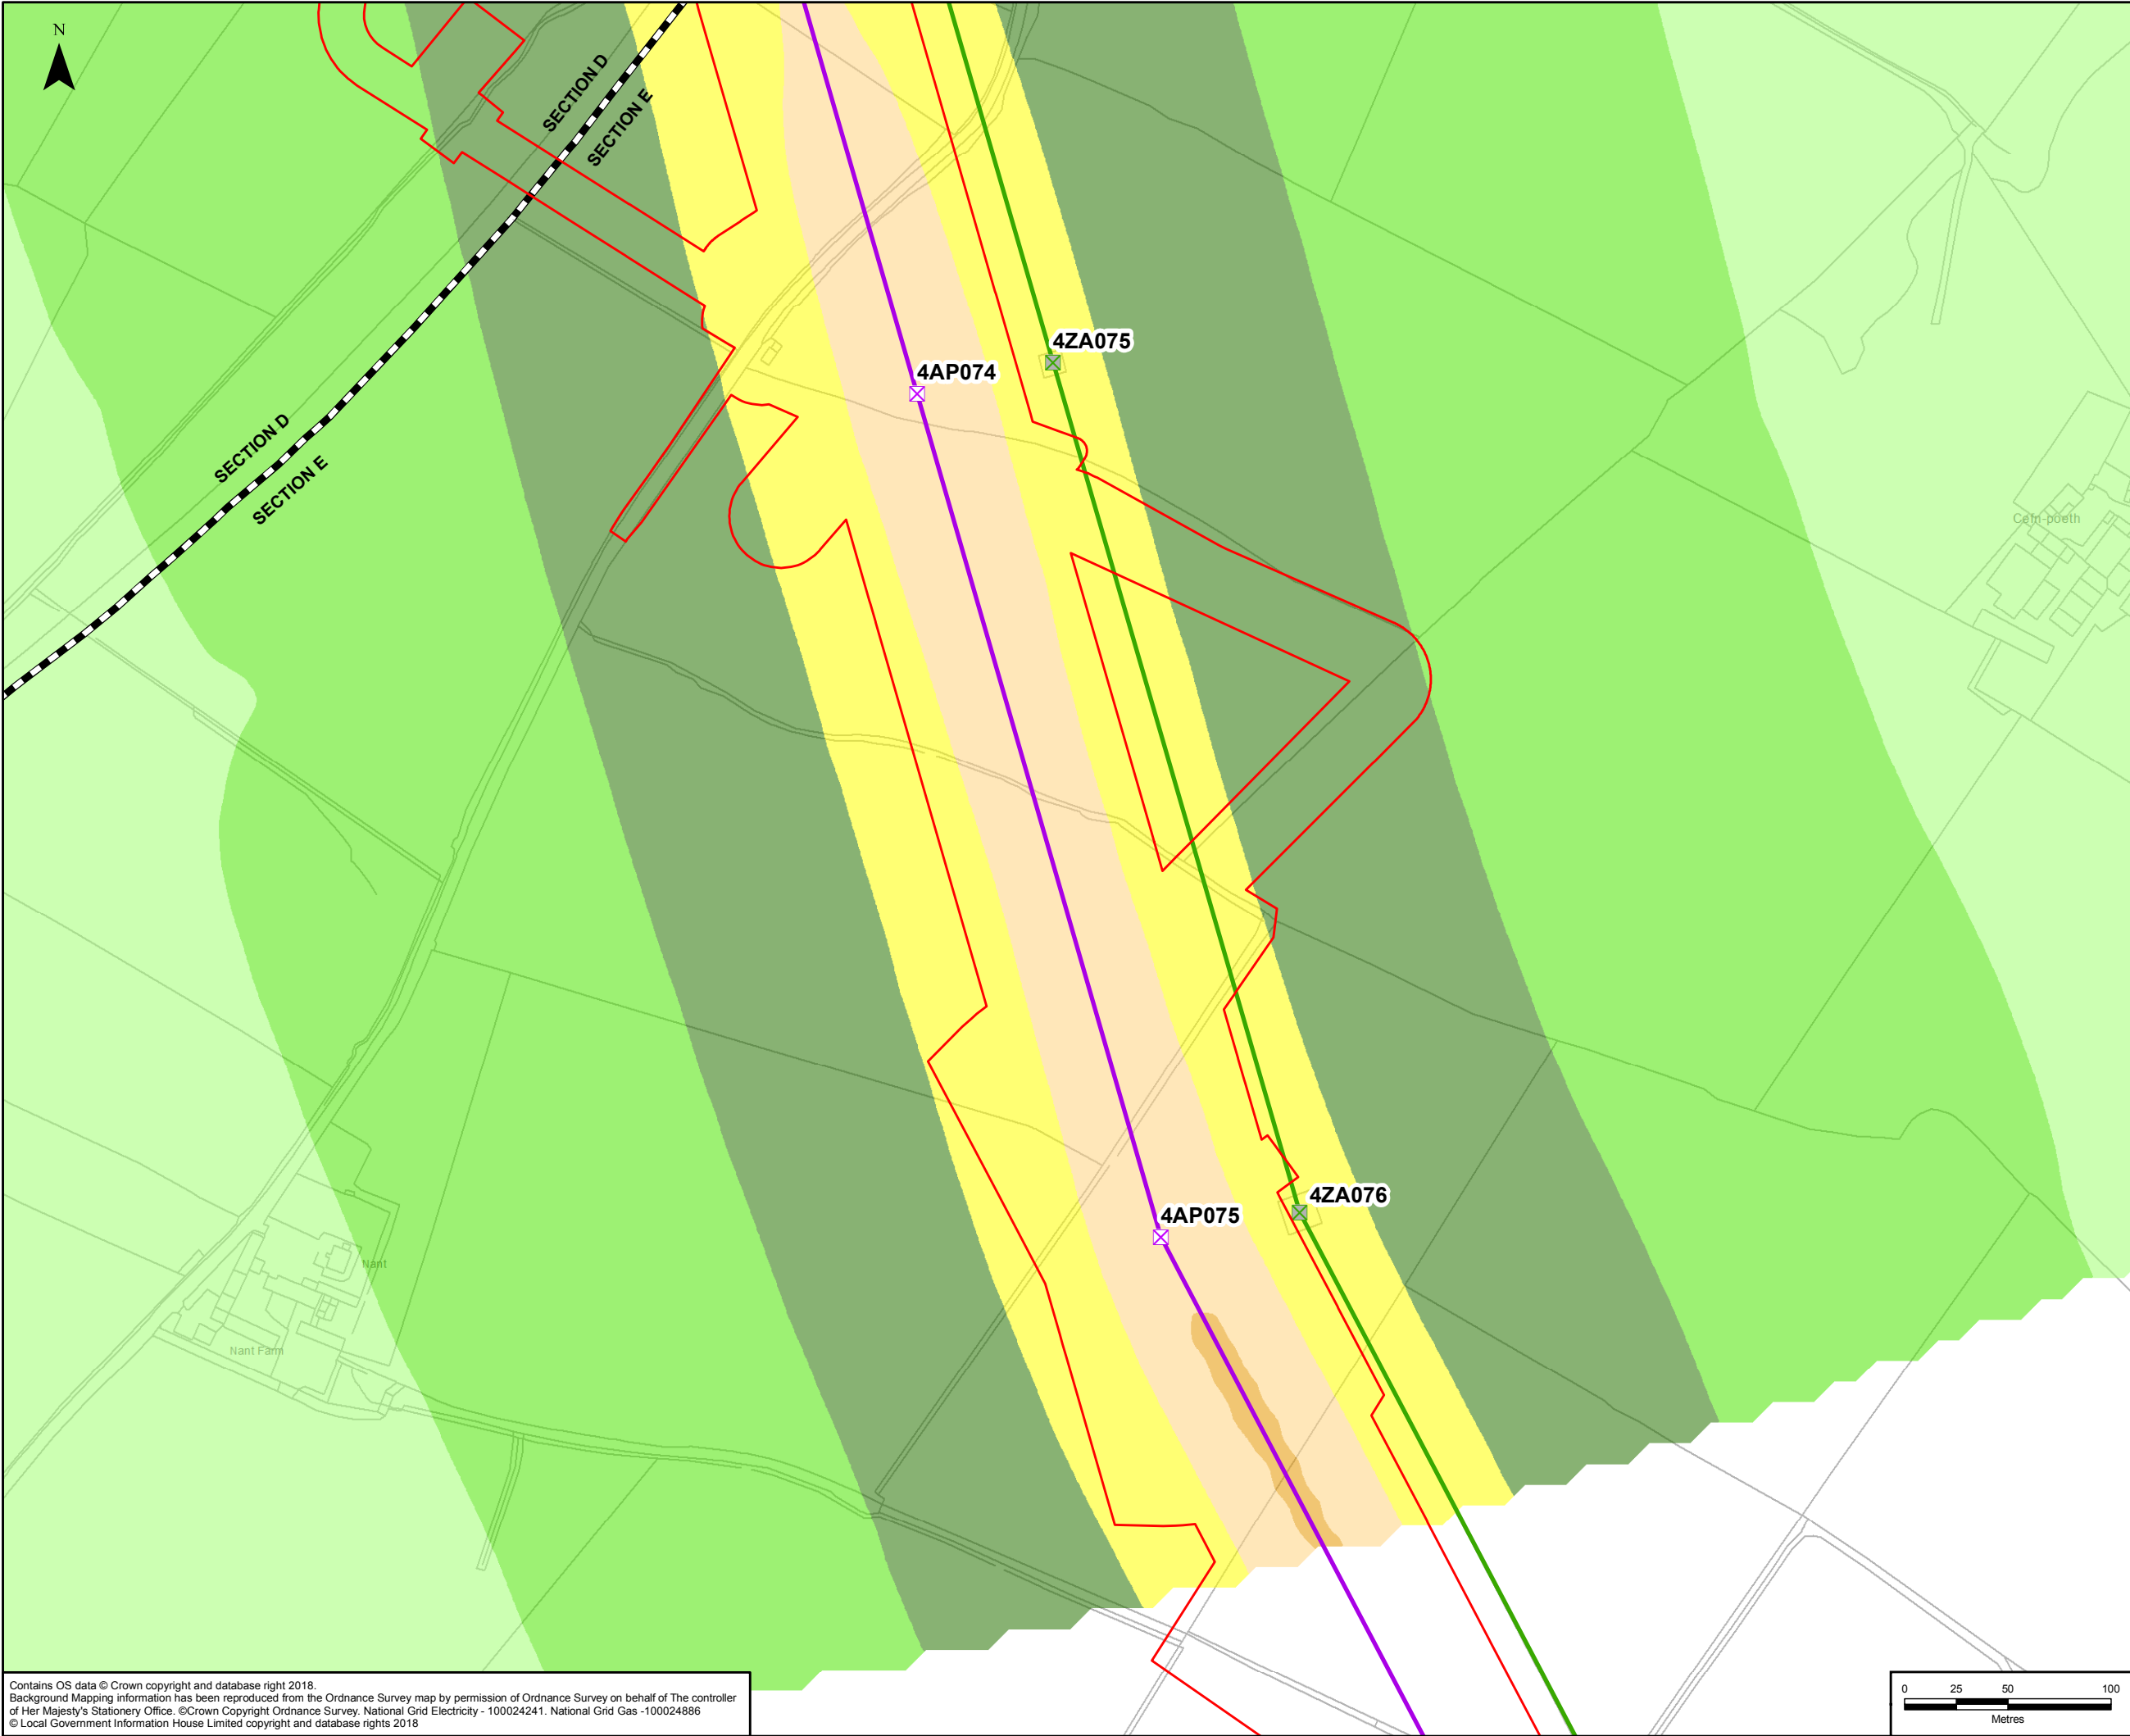 N
SECTION D
SECTION E
4ZA075
4AP074
SECTION D
SECTION E
Cefn-poeth
4ZA076
4AP075
Nant
Nant Farm
Contains OS data © Crown copyright and database right 2018.
Background Mapping information has been reproduced from the Ordnance Survey map by permission of Ordnance Survey on behalf of The controller
of Her Majesty's Stationery Office. ©Crown Copyright Ordnance Survey. National Grid Electricity - 100024241. National Grid Gas -100024886
© Local Government Information House Limited copyright and database rights 2018
0 25 50 100
Metres